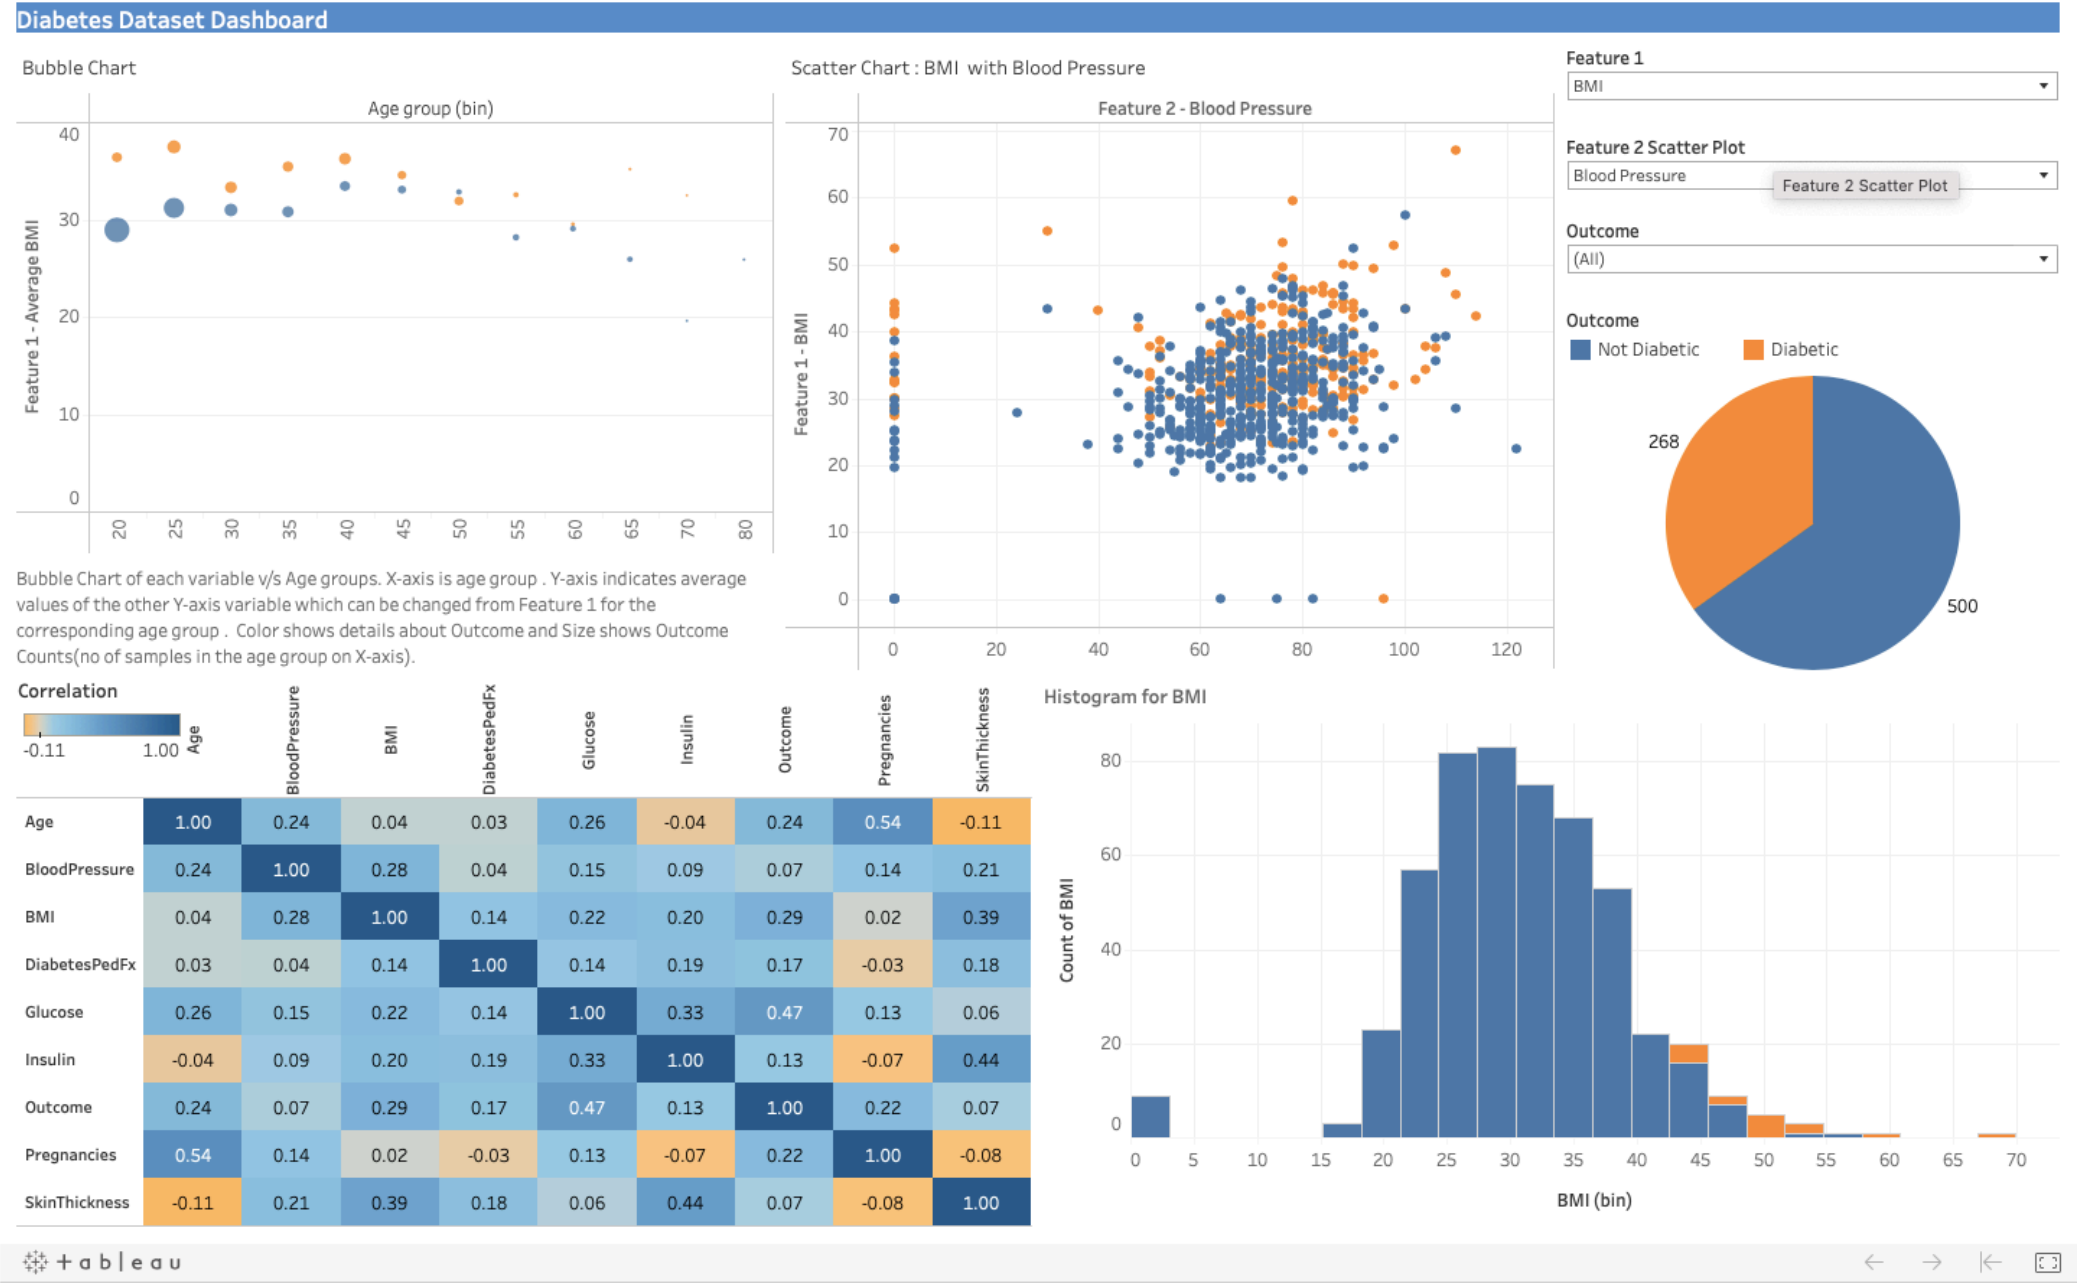 Diabetes Dataset Dashboard
Bubble Chart
Age group (bin)
Feature 1 - Average BMI
40
30
20
10
0
20 25 30 35 40 45 50 55 60 65 70 80
Bubble Chart of each variable v/s Age groups. X-axis is age group . Y-axis indicates average
values of the other Y-axis variable which can be changed from Feature 1 for the
corresponding age group . Color shows details about Outcome and Size shows Outcome
Counts(no of samples in the age group on X-axis).
Scatter Chart : BMI with Blood Pressure
Feature 2 - Blood Pressure
Feature 1 - BMI
70
60
50
40
30
20
10
0
0 20 40 60 80 100 120
Feature 1
BMI
Feature 2 Scatter Plot
Blood Pressure
Feature 2 Scatter Plot
Outcome
(All)
Outcome
Not Diabetic Diabetic
268
500
Correlation
-0.11 1.00
Age BloodPressure BMI DiabetesPedFx Glucose Insulin Outcome Pregnancies SkinThickness
Age 1.00 0.24 0.04 0.03 0.26 -0.04 0.24 0.54 -0.11
BloodPressure 0.24 1.00 0.28 0.04 0.15 0.09 0.07 0.14 0.21
BMI 0.04 0.28 1.00 0.14 0.22 0.20 0.29 0.02 0.39
DiabetesPedFx 0.03 0.04 0.14 1.00 0.14 0.19 0.17 -0.03 0.18
Glucose 0.26 0.15 0.22 0.14 1.00 0.33 0.47 0.13 0.06
Insulin -0.04 0.09 0.20 0.19 0.33 1.00 0.13 -0.07 0.44
Outcome 0.24 0.07 0.29 0.17 0.47 0.13 1.00 0.22 0.07
Pregnancies 0.54 0.14 0.02 -0.03 0.13 -0.07 0.22 1.00 -0.08
SkinThickness -0.11 0.21 0.39 0.18 0.06 0.44 0.07 -0.08 1.00
Histogram for BMI
Count of BMI
80
60
40
20
0
0 5 10 15 20 25 30 35 40 45 50 55 60 65 70
BMI (bin)
+ableau